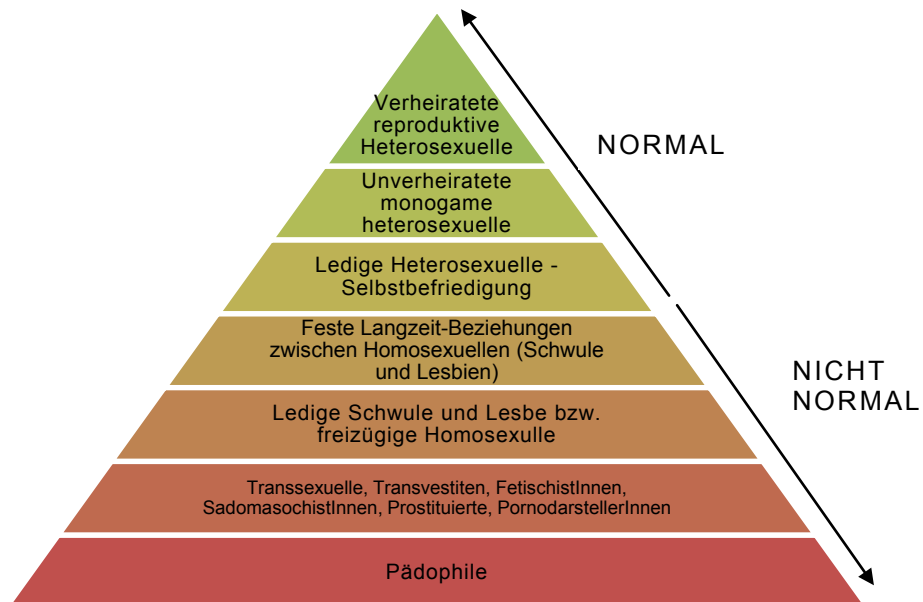 Verheiratete
reproduktive
Heterosexuelle
NORMAL
Unverheiratete
monogame
heterosexuelle
Ledige Heterosexuelle -
Selbstbefriedigung
Feste Langzeit-Beziehungen
zwischen Homosexuellen (Schwule
und Lesbien)
NICHT
NORMAL
Ledige Schwule und Lesbe bzw.
freizügige Homosexulle
Transsexuelle, Transvestiten, FetischistInnen,
SadomasochistInnen, Prostituierte, PornodarstellerInnen
Pädophile